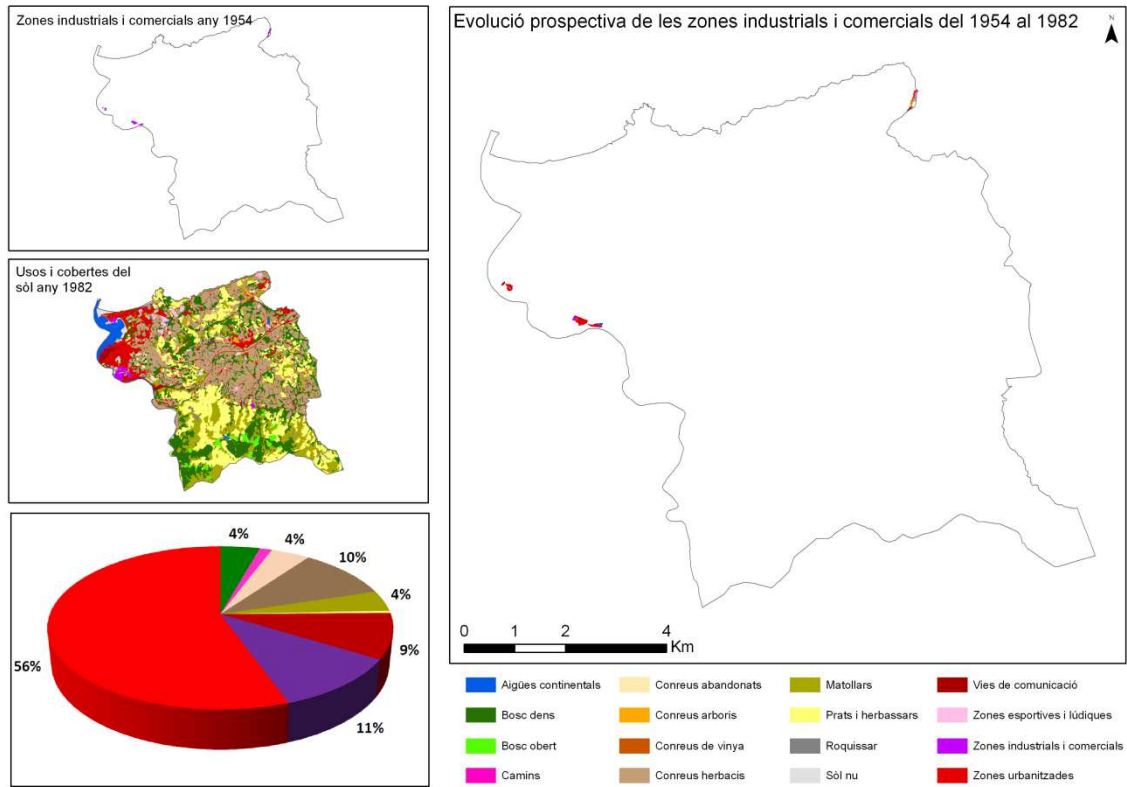 Zones industrials i comercials any 1954
Usos i cobertes del
sòl any 1982
4%
4%
10%
4%
9%
11%
56%
Evolució prospectiva de les zones industrials i comercials del 1954 al 1982
N
0 1 2 4
Km
Aigües continentals
Bosc dens
Bosc obert
Camins
Conreus abandonats
Conreus arboris
Conreus de vinya
Conreus herbacis
Matollars
Prats i herbassars
Roquissar
Sòl nu
Vies de comunicació
Zones esportives i lúdiques
Zones industrials i comercials
Zones urbanitzades